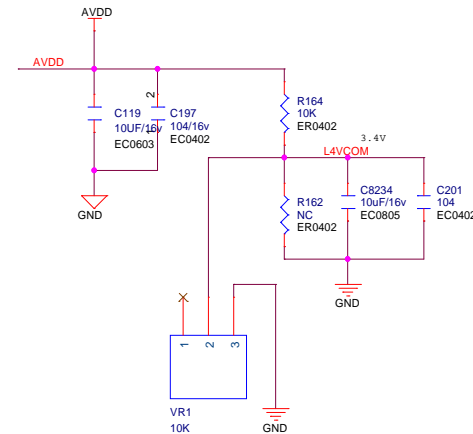 AVDD
AVDD
2
C119
10UF/16v
EC0603
C197
104/16v
EC0402
1
R164
10K
ER0402
3.4V
L4VCOM
R162
NC
ER0402
C8234
10uF/16v
EC0805
C201
104
EC0402
GND
GND
1
2
3
VR1
10K
GND